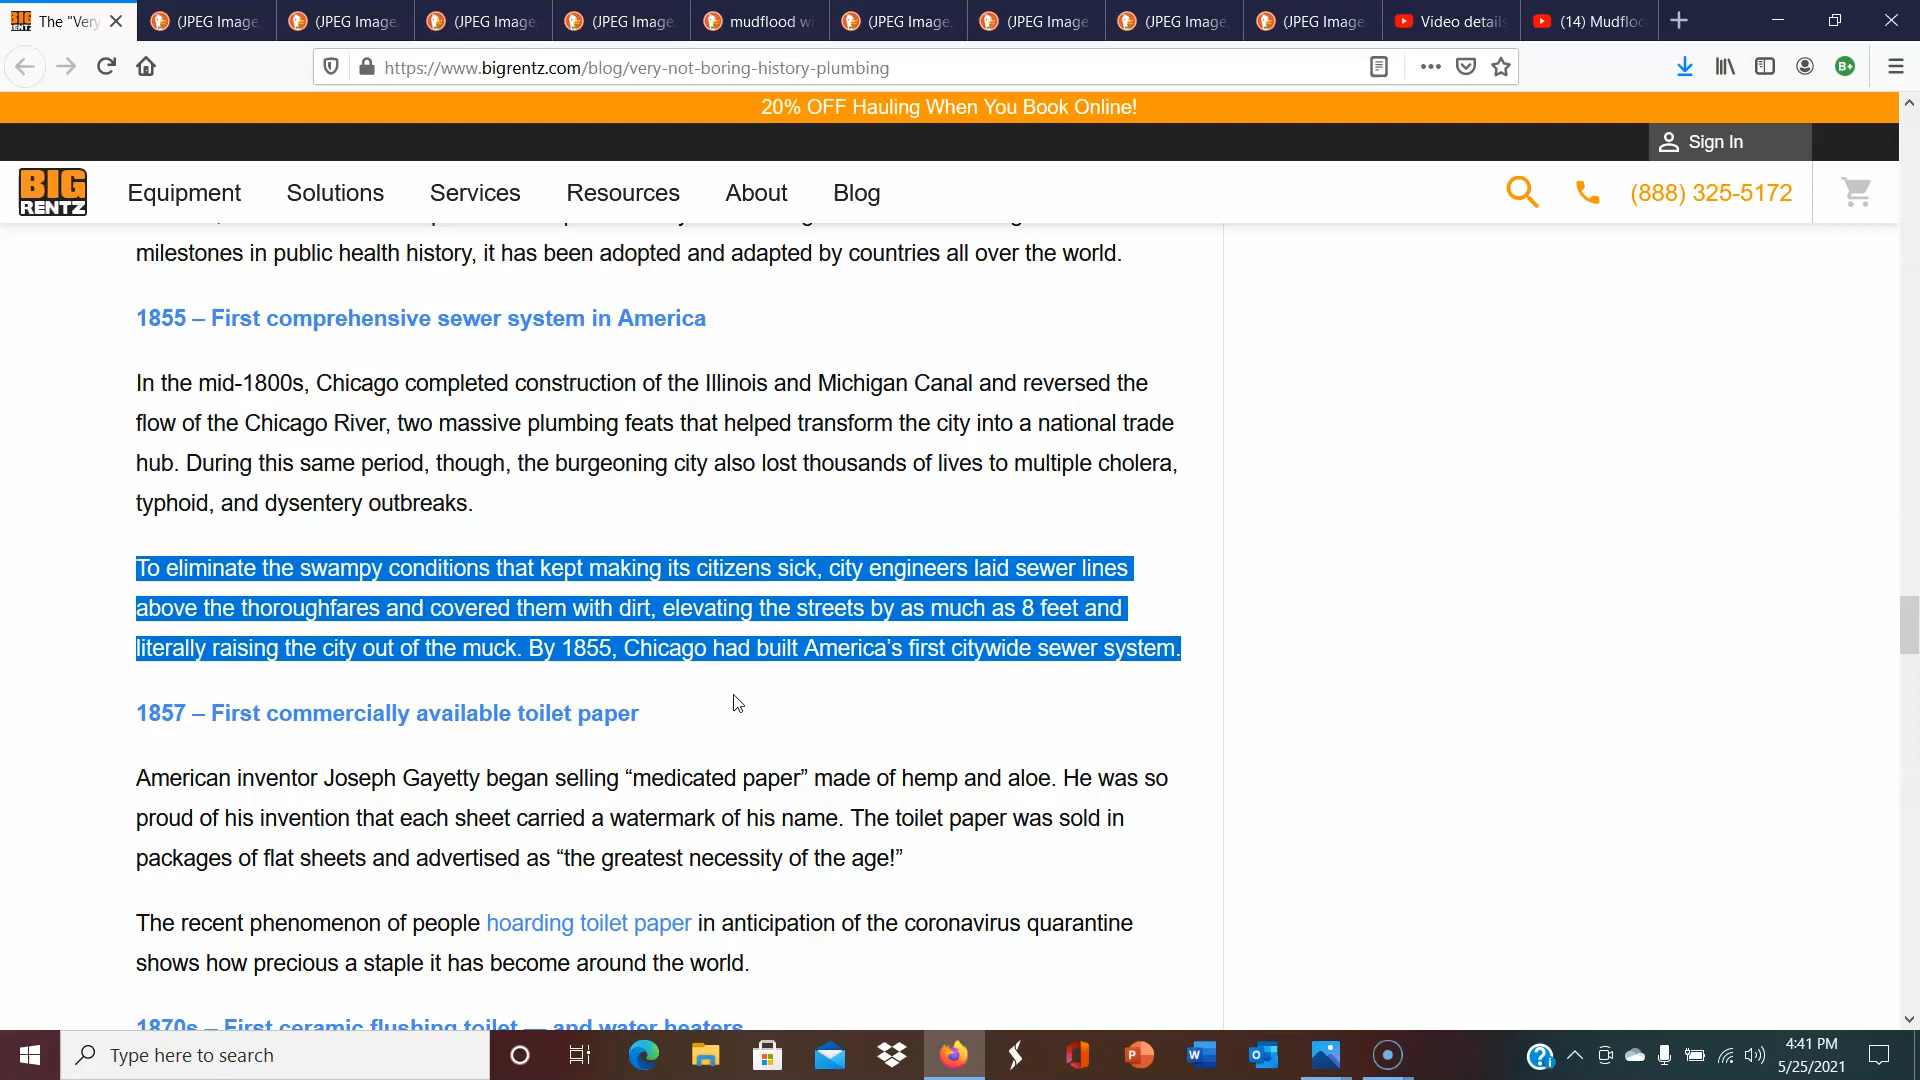 The "Very
(JPEG Image,
(JPEG Image,
(JPEG Image,
(JPEG Image,
mudflood wi
(JPEG Image,
(JPEG Image
(JPEG Image,
(JPEG Image
Video details
(14) Mudfloo
https://www.bigrentz.com/blog/very-not-boring-history-plumbing
20% OFF Hauling When You Book Online!
Sign In
BIG
RENTZ
Equipment
Solutions
Services
Resources
About
Blog
(888) 325-5172
milestones in public health history, it has been adopted and adapted by countries all over the world.
1855 – First comprehensive sewer system in America
In the mid-1800s, Chicago completed construction of the Illinois and Michigan Canal and reversed the
flow of the Chicago River, two massive plumbing feats that helped transform the city into a national trade
hub. During this same period, though, the burgeoning city also lost thousands of lives to multiple cholera,
typhoid, and dysentery outbreaks.
To eliminate the swampy conditions that kept making its citizens sick, city engineers laid sewer lines
above the thoroughfares and covered them with dirt, elevating the streets by as much as 8 feet and
literally raising the city out of the muck. By 1855, Chicago had built America’s first citywide sewer system.
1857 – First commercially available toilet paper
American inventor Joseph Gayetty began selling “medicated paper” made of hemp and aloe. He was so
proud of his invention that each sheet carried a watermark of his name. The toilet paper was sold in
packages of flat sheets and advertised as “the greatest necessity of the age!”
The recent phenomenon of people hoarding toilet paper in anticipation of the coronavirus quarantine
shows how precious a staple it has become around the world.
1870s – First ceramic flushing toilet — and water heaters
Type here to search
4:41 PM
5/25/2021